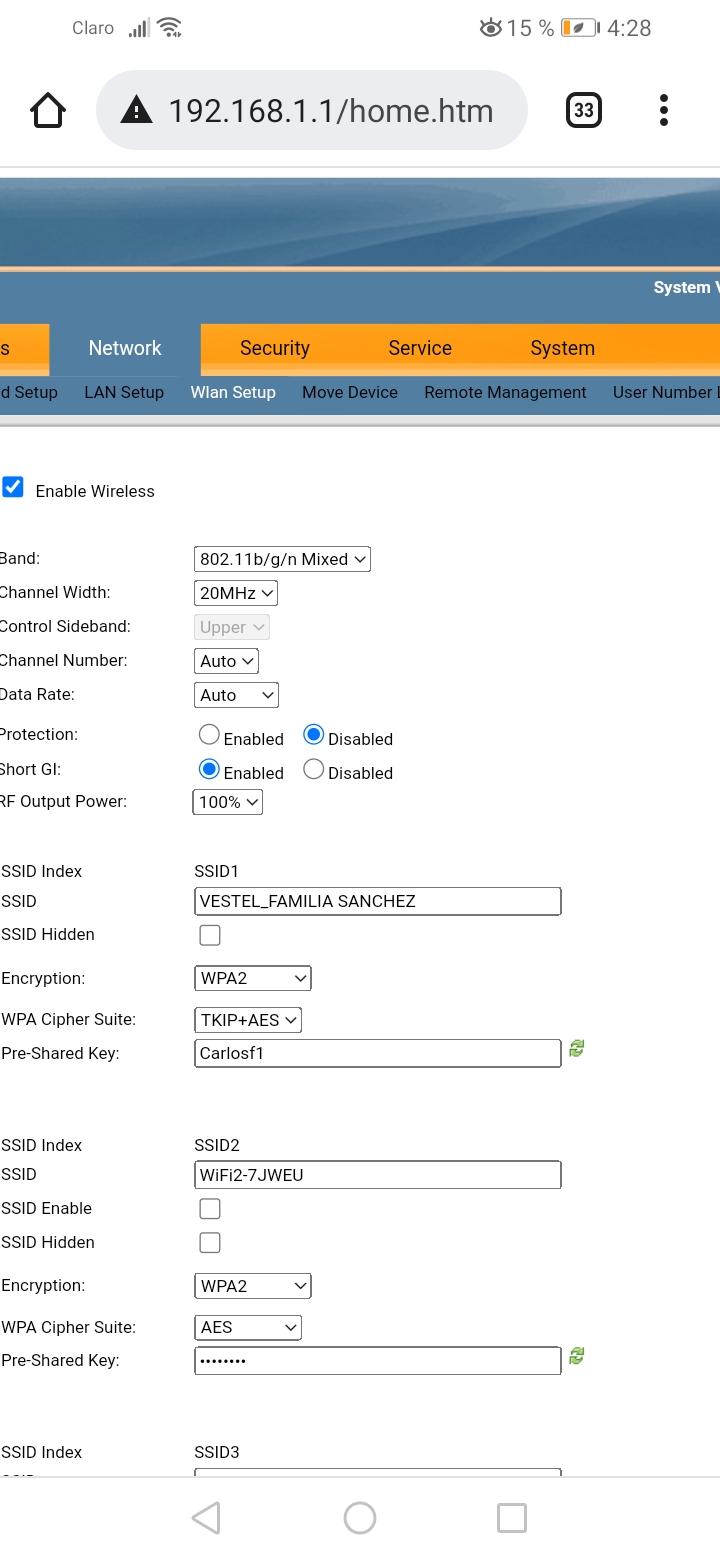 Claro 15 % 4:28
192.168.1.1/home.htm 33
System V
s Network Security Service System
d Setup LAN Setup Wlan Setup Move Device Remote Management User Number L
Enable Wireless
Band: 802.11b/g/n Mixed
Channel Width: 20MHz
Control Sideband: Upper
Channel Number: Auto
Data Rate: Auto
Protection: Enabled Disabled
Short GI: Enabled Disabled
RF Output Power: 100%
SSID Index SSID1
SSID VESTEL_FAMILIA SANCHEZ
SSID Hidden
Encryption: WPA2
WPA Cipher Suite: TKIP+AES
Pre-Shared Key: Carlosf1
SSID Index SSID2
SSID WiFi2-7JWEU
SSID Enable
SSID Hidden
Encryption: WPA2
WPA Cipher Suite: AES
Pre-Shared Key: ••••••••
SSID Index SSID3